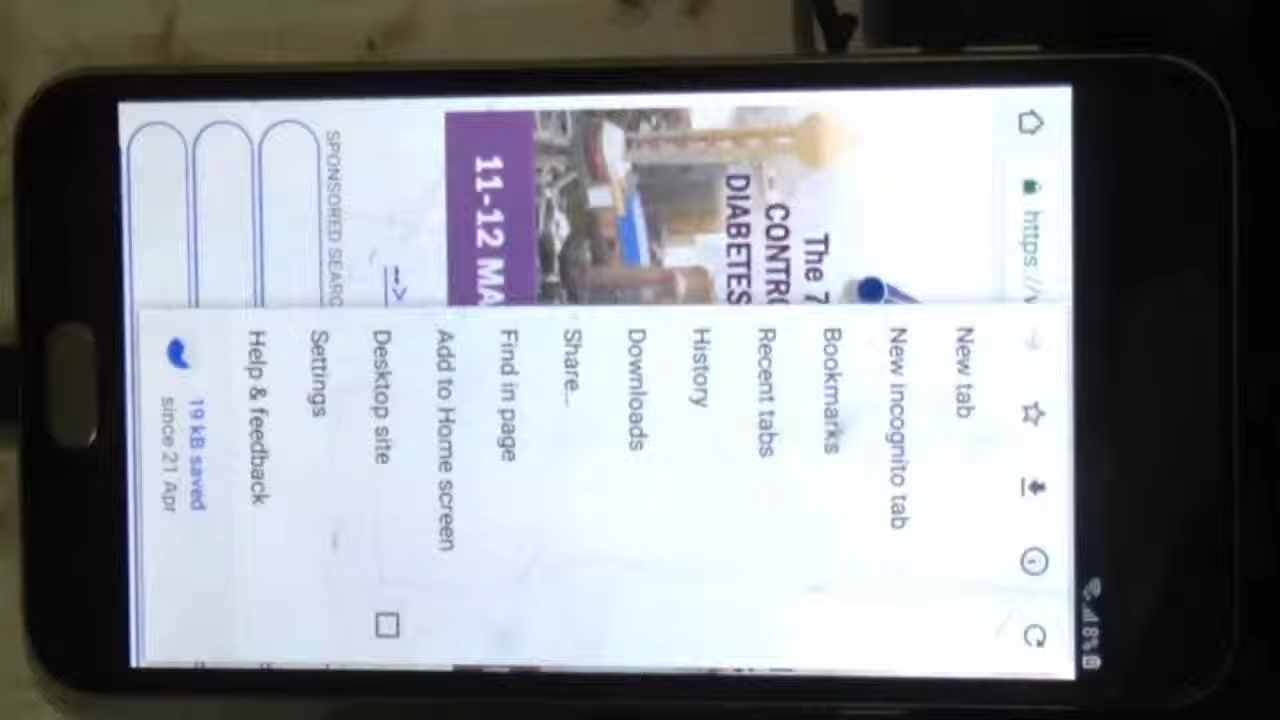 8%
https://v
New tab
New incognito tab
Bookmarks
Recent tabs
History
Downloads
Share...
Find in page
Add to Home screen
Desktop site
Settings
Help & feedback
19 kB saved
since 21 Apr
The 7
- CONTR
DIABETES
11-12 MA
-->
SPONSORED SEARC